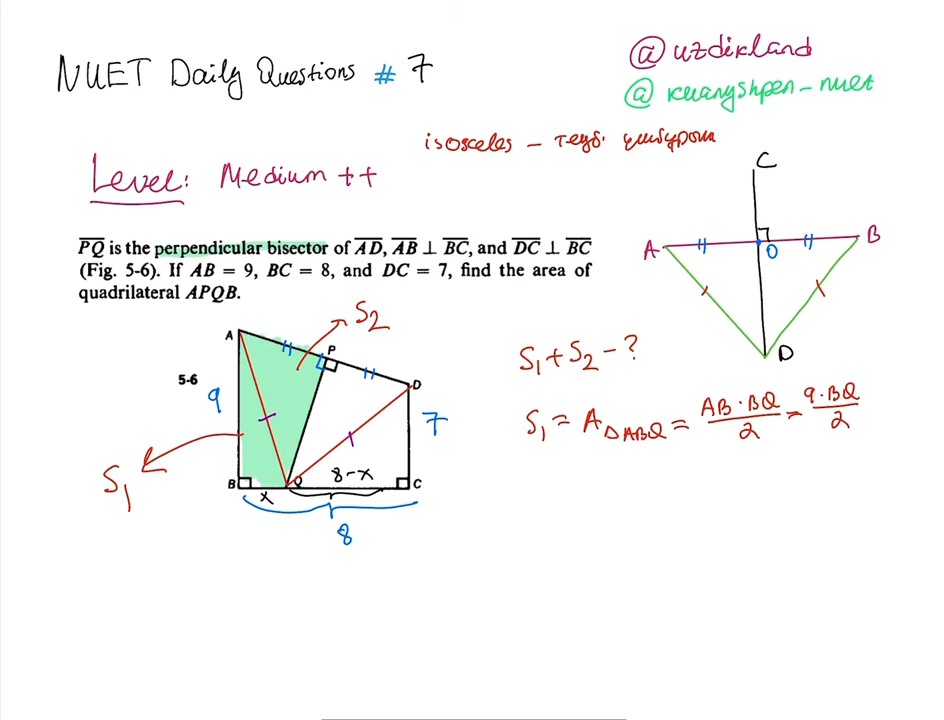 NUET Daily Questions # 7
@uzdikland
@kuanyshpen-nuet
isosceles – тең
Level: Medium ++
PQ is the perpendicular bisector of AD, AB ⊥ BC, and DC ⊥ BC
(Fig. 5-6). If AB = 9, BC = 8, and DC = 7, find the area of
quadrilateral APQB.
C
A
B
O
D
S₂
A
P
5-6
9
D
7
S₁
B
x
Q
8-x
C
8
S₁+S₂ - ?
S₁ = A△ABQ = AB·BQ/2 = 9·BQ/2